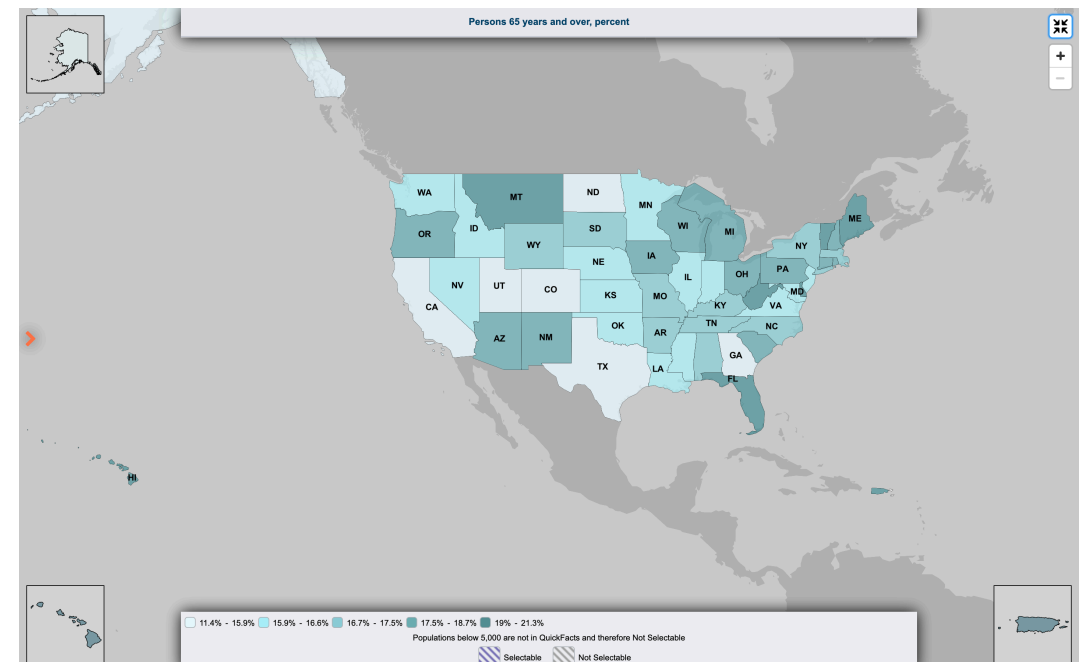 Persons 65 years and over, percent
+
−
WA
MT
ND
MN
OR
ID
SD
WI
MI
ME
WY
NY
IA
NE
OH
PA
NV
UT
CO
IL
MD
KS
MO
KY
VA
CA
OK
TN
NC
AZ
NM
AR
GA
TX
LA
FL
HI
11.4% - 15.9% 15.9% - 16.6% 16.7% - 17.5% 17.5% - 18.7% 19% - 21.3%
Populations below 5,000 are not in QuickFacts and therefore Not Selectable
Selectable Not Selectable